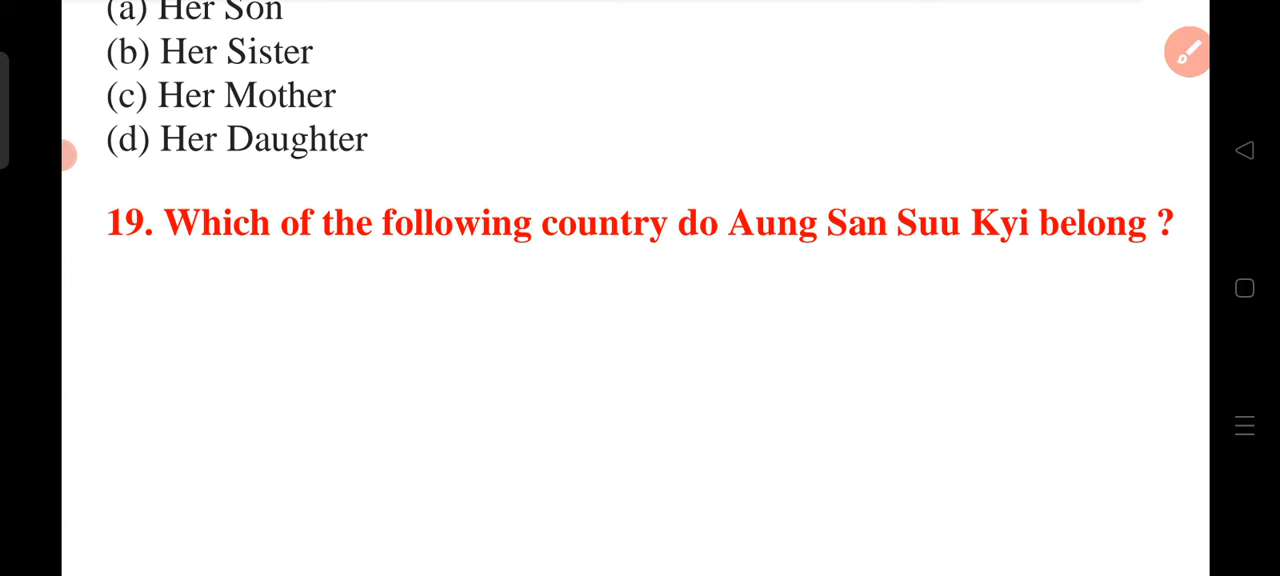 (a) Her Son
(b) Her Sister
(c) Her Mother
(d) Her Daughter
19. Which of the following country do Aung San Suu Kyi belong ?